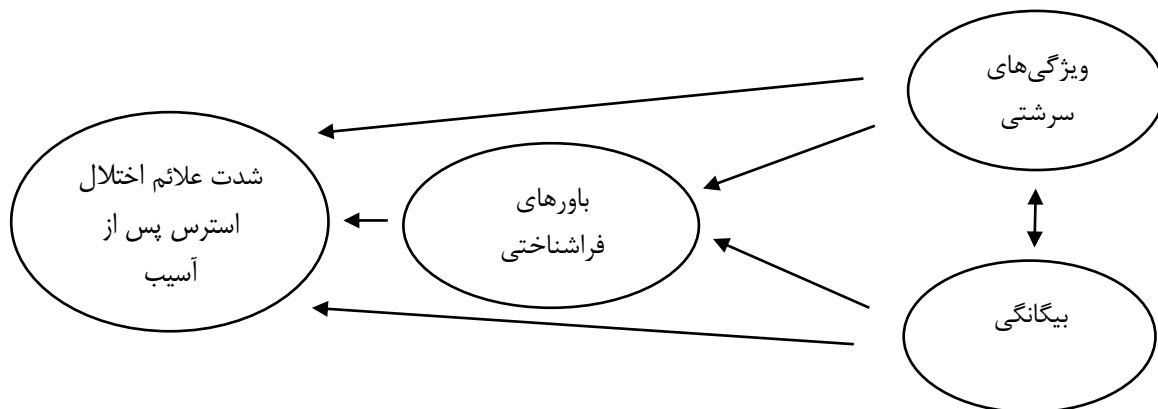 ویژگی‌های
سرشتی
شدت علائم اختلال
استرس پس از
آسیب
باورهای
فراشناختی
بیگانگی